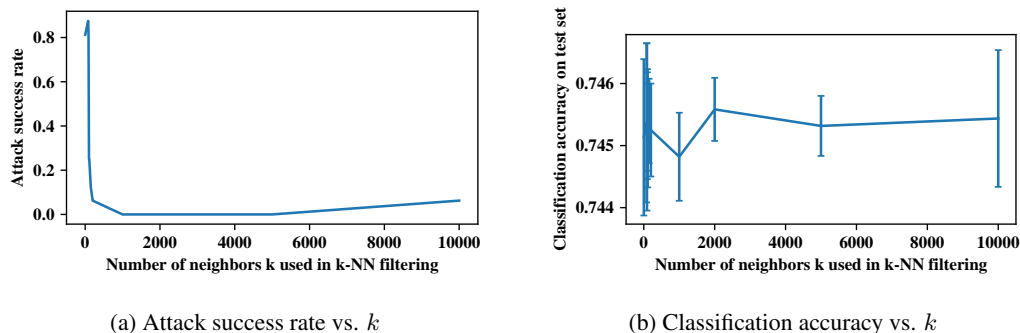 0.8
0.6
0.4
0.2
0.0
Attack success rate
0 2000 4000 6000 8000 10000
Number of neighbors k used in k-NN filtering
(a) Attack success rate vs. k
0.746
0.745
0.744
Classification accuracy on test set
0 2000 4000 6000 8000 10000
Number of neighbors k used in k-NN filtering
(b) Classification accuracy vs. k